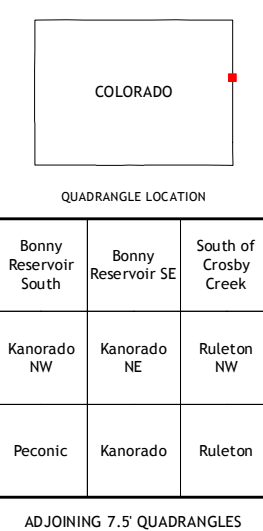 COLORADO
QUADRANGLE LOCATION
Bonny
Reservoir
South
Bonny
Reservoir SE
South of
Crosby
Creek
Kanorado
NW
Kanorado
NE
Ruleton
NW
Peconic
Kanorado
Ruleton
ADJOINING 7.5' QUADRANGLES